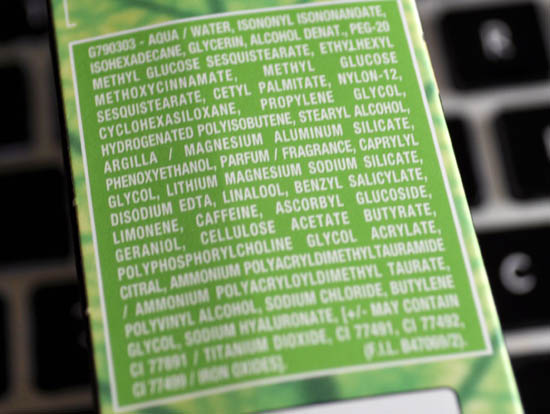 G790303 - AQUA / WATER, ISONONYL ISONONANOATE,
ISOHEXADECANE, GLYCERIN, ALCOHOL DENAT., PEG-20
METHYL GLUCOSE SESQUISTEARATE, ETHYLHEXYL
METHOXYCINNAMATE, METHYL GLUCOSE
SESQUISTEARATE, CETYL PALMITATE, NYLON-12,
CYCLOHEXASILOXANE, PROPYLENE GLYCOL,
HYDROGENATED POLYISOBUTENE, STEARYL ALCOHOL,
ARGILLA / MAGNESIUM ALUMINUM SILICATE,
PHENOXYETHANOL, PARFUM / FRAGRANCE, CAPRYLYL
GLYCOL, LITHIUM MAGNESIUM SODIUM SILICATE,
DISODIUM EDTA, LINALOOL, BENZYL SALICYLATE,
LIMONENE, CAFFEINE, ASCORBYL GLUCOSIDE,
GERANIOL, CELLULOSE ACETATE BUTYRATE,
POLYPHOSPHORYLCHOLINE GLYCOL ACRYLATE,
CITRAL, AMMONIUM POLYACRYLDIMETHYLTAURAMIDE
/ AMMONIUM POLYACRYLOYLDIMETHYL TAURATE,
POLYVINYL ALCOHOL, SODIUM CHLORIDE, BUTYLENE
GLYCOL, SODIUM HYALURONATE, [+/- MAY CONTAIN
CI 77891 / TITANIUM DIOXIDE, CI 77491, CI 77492,
CI 77499 / IRON OXIDES]. (F.I.L. B47069/2).
R
C